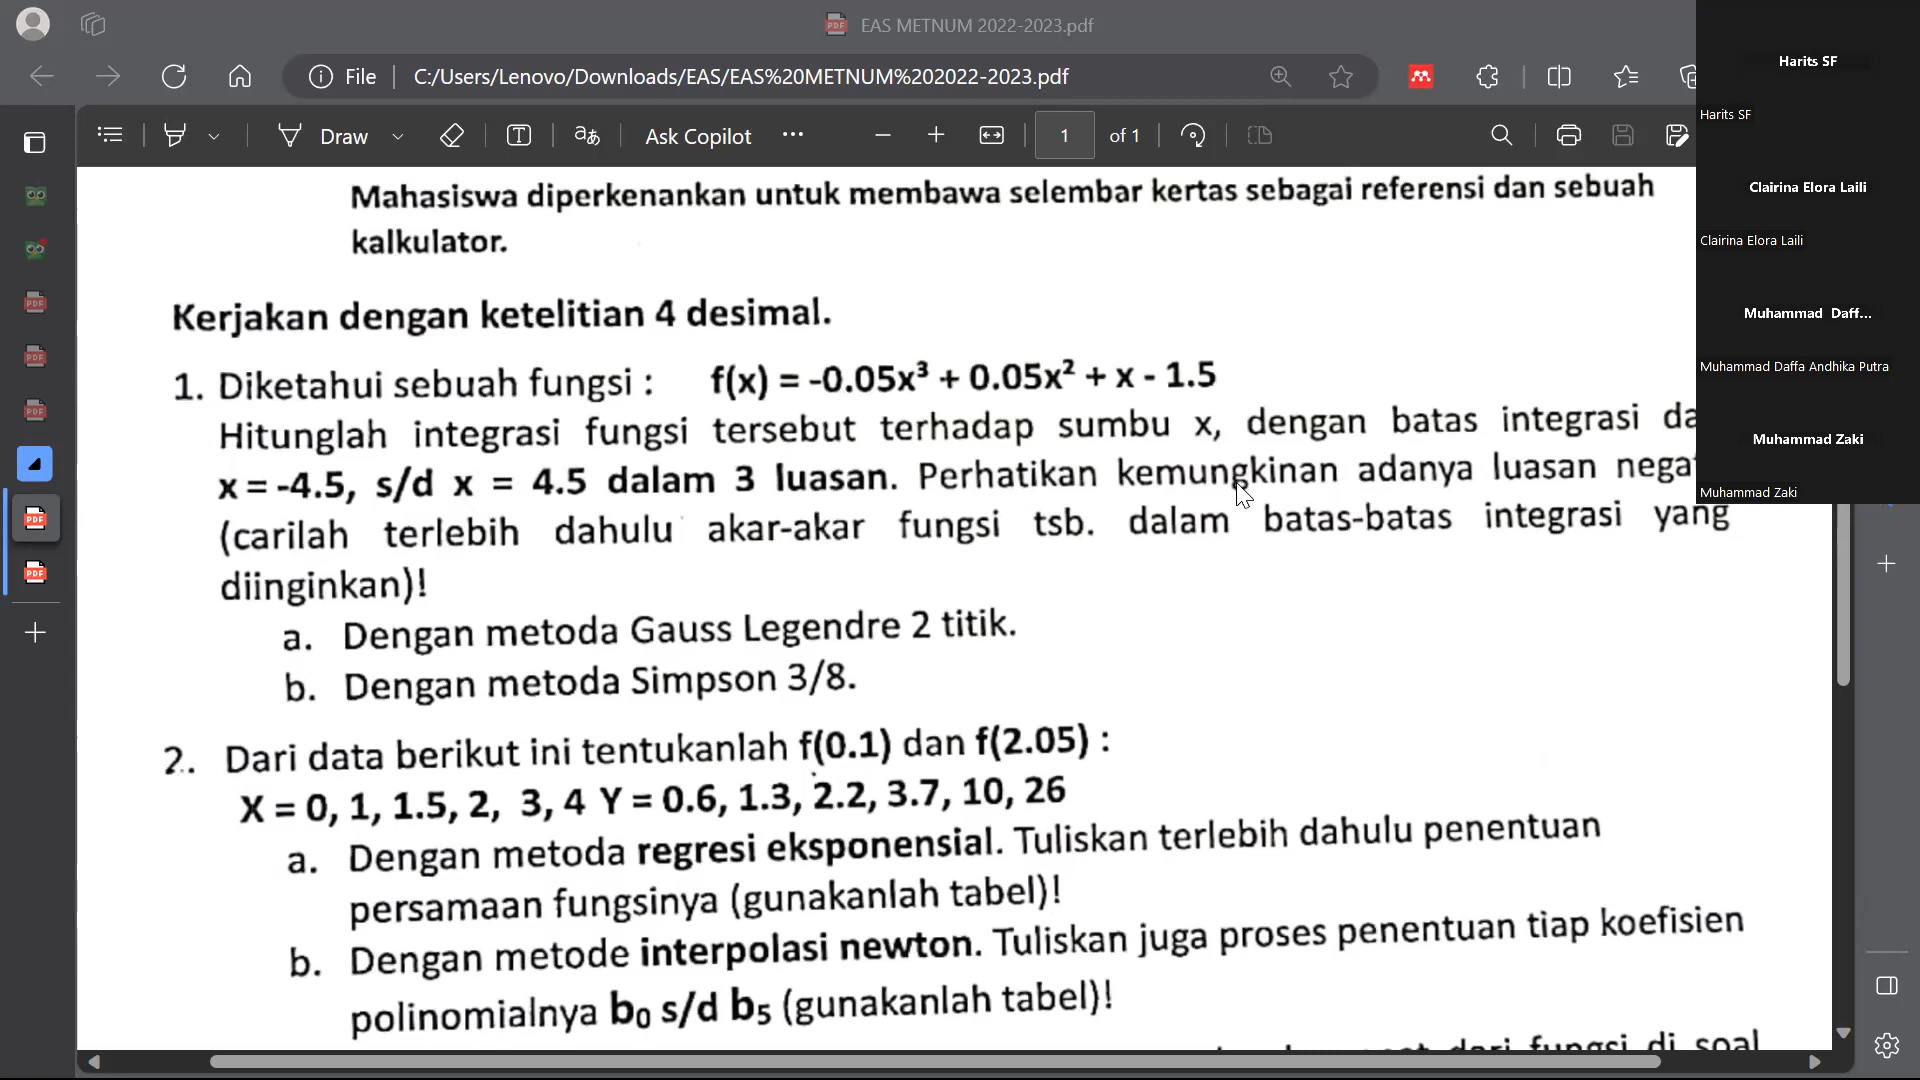 EAS METNUM 2022-2023.pdf
File
C:/Users/Lenovo/Downloads/EAS/EAS%20METNUM%202022-2023.pdf
Draw
Ask Copilot
1 of 1
Harits SF
Harits SF
Clairina Elora Laili
Clairina Elora Laili
Muhammad Daff...
Muhammad Daffa Andhika Putra
Muhammad Zaki
Muhammad Zaki
Mahasiswa diperkenankan untuk membawa selembar kertas sebagai referensi dan sebuah
kalkulator.
Kerjakan dengan ketelitian 4 desimal.
1. Diketahui sebuah fungsi : f(x) = -0.05x³ + 0.05x² + x - 1.5
Hitunglah integrasi fungsi tersebut terhadap sumbu x, dengan batas integrasi da
x = -4.5, s/d x = 4.5 dalam 3 luasan. Perhatikan kemungkinan adanya luasan negat
(carilah terlebih dahulu akar-akar fungsi tsb. dalam batas-batas integrasi yang
diinginkan)!
a. Dengan metoda Gauss Legendre 2 titik.
b. Dengan metoda Simpson 3/8.
2. Dari data berikut ini tentukanlah f(0.1) dan f(2.05) :
X = 0, 1, 1.5, 2, 3, 4 Y = 0.6, 1.3, 2.2, 3.7, 10, 26
a. Dengan metoda regresi eksponensial. Tuliskan terlebih dahulu penentuan
persamaan fungsinya (gunakanlah tabel)!
b. Dengan metode interpolasi newton. Tuliskan juga proses penentuan tiap koefisien
polinomialnya b₀ s/d b₅ (gunakanlah tabel)!
dari fungsi di soal